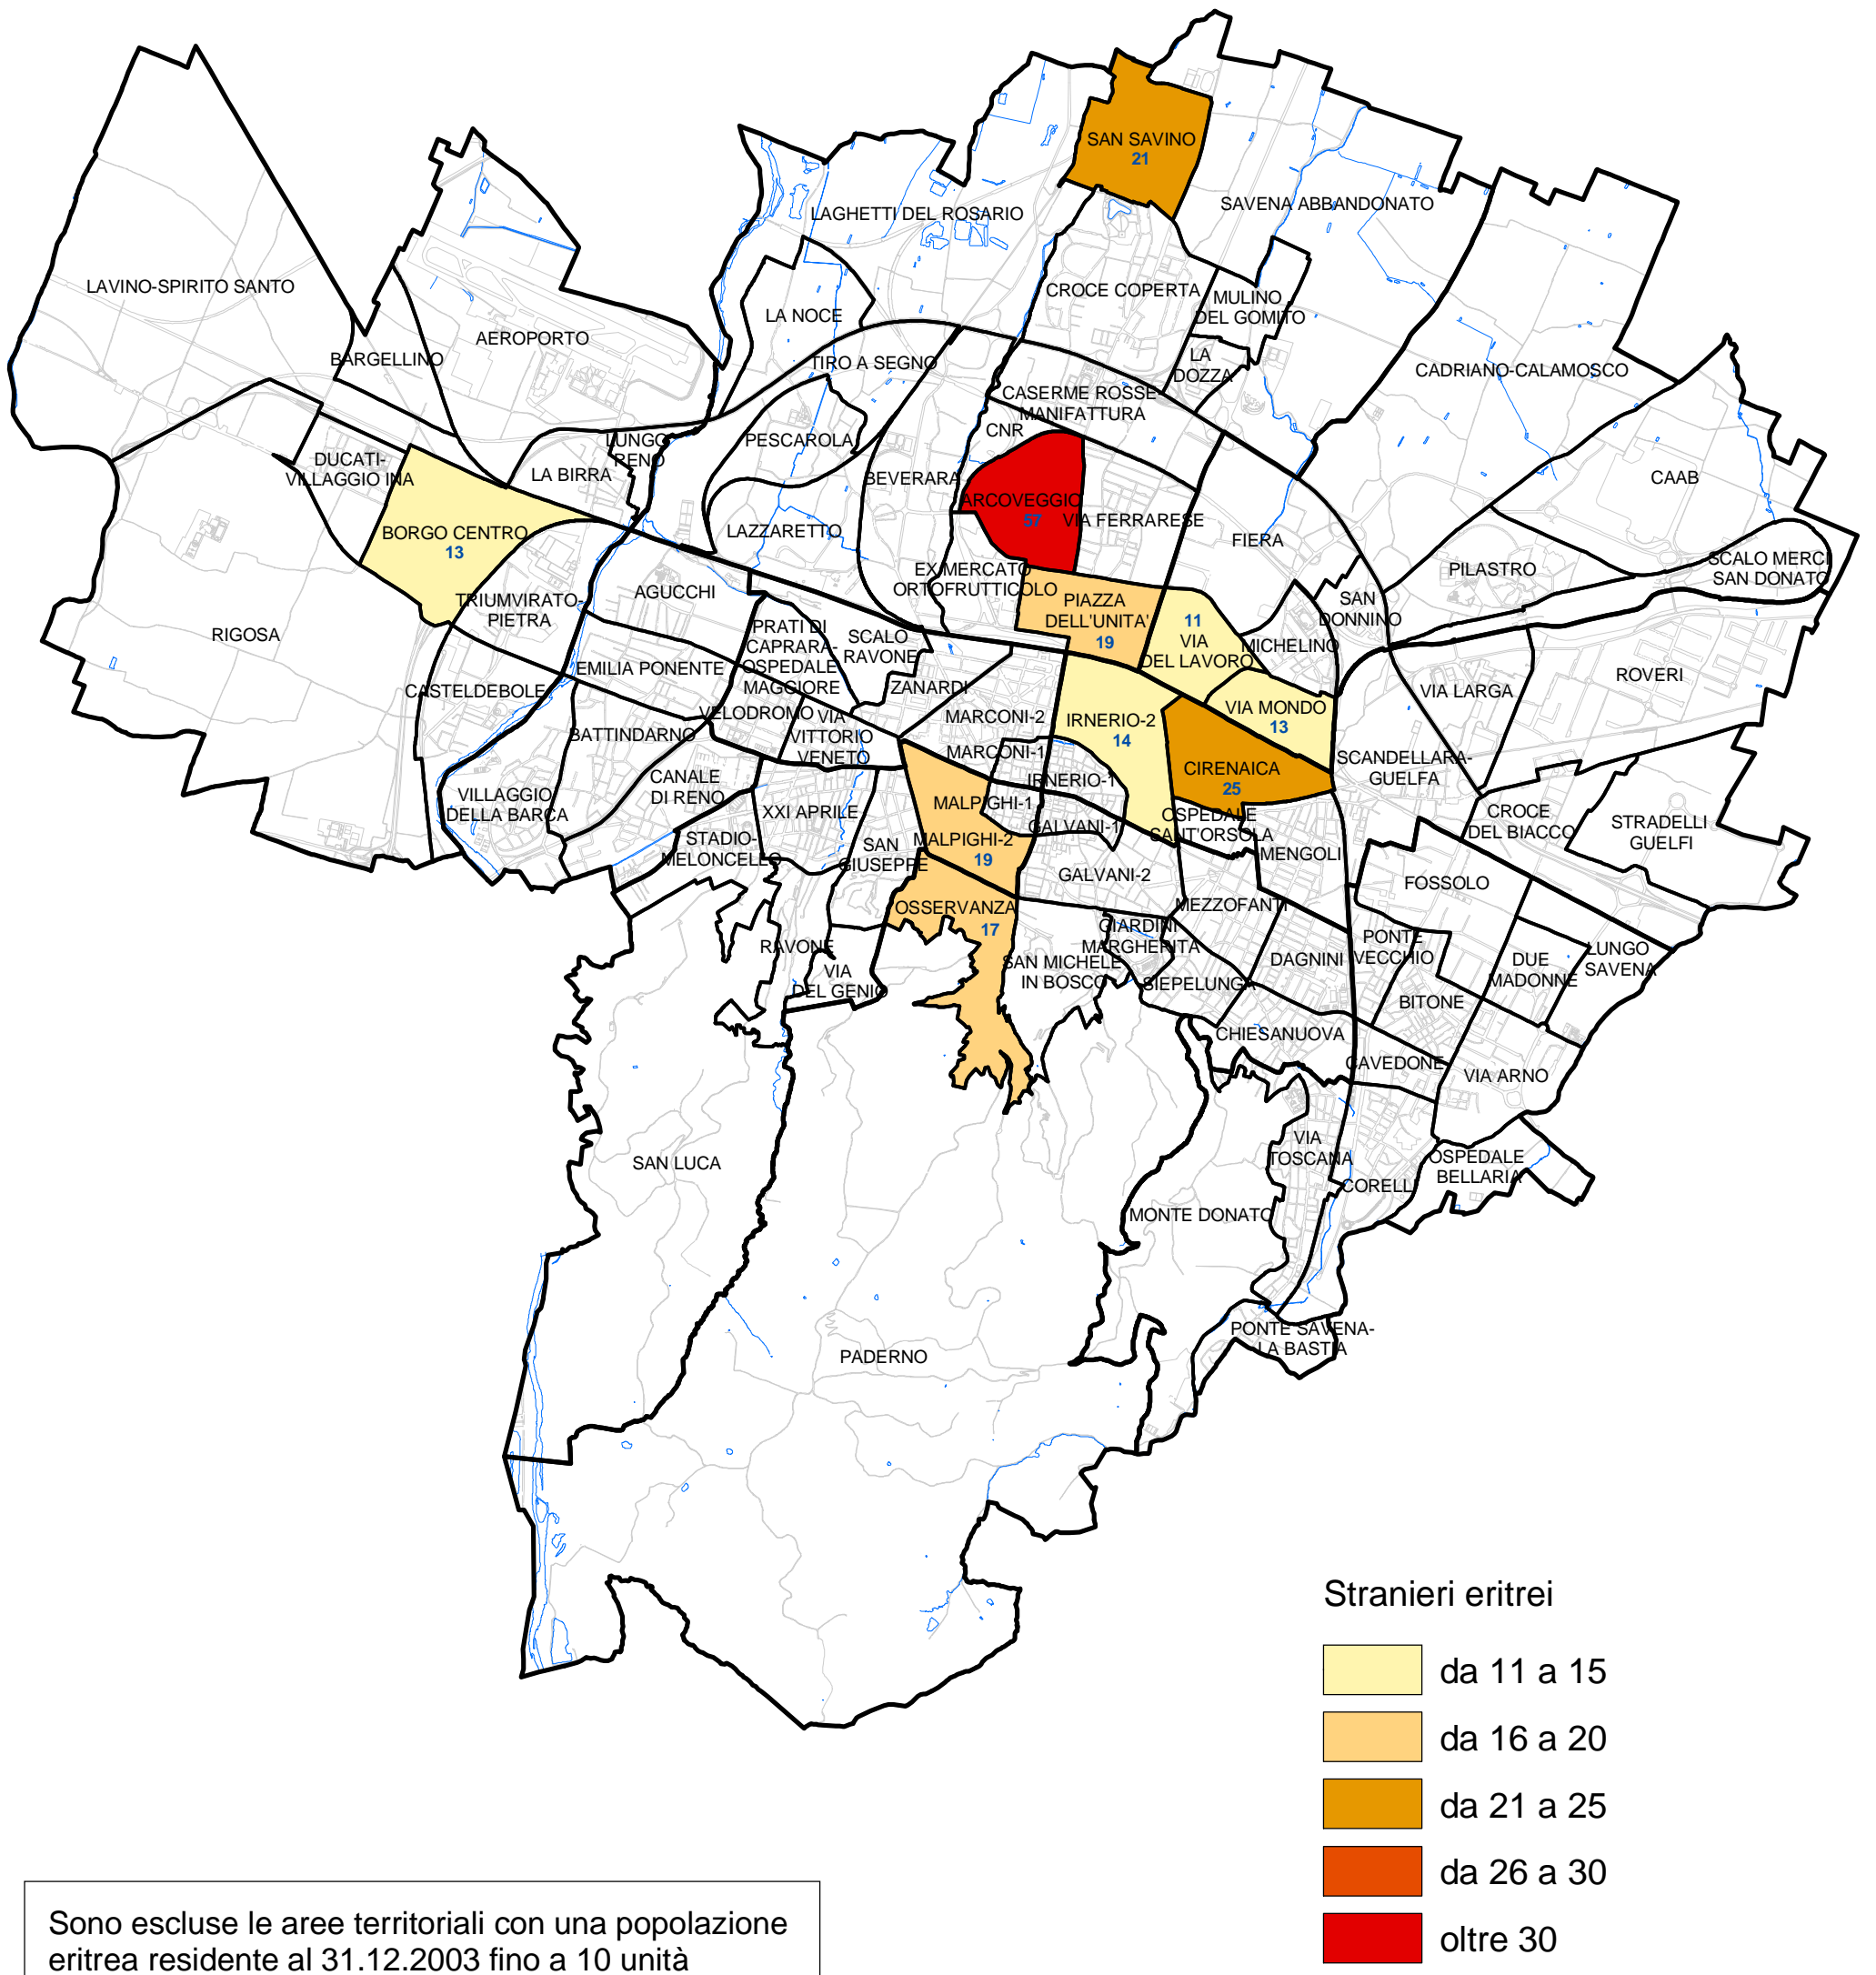 SAN SAVINO
21
SAVENA ABBANDONATO
LAGHETTI DEL ROSARIO
LAVINO-SPIRITO SANTO
CROCE COPERTA
MULINO
DEL GOMITO
LA NOCE
AEROPORTO
BARGELLINO
TIRO A SEGNO
LA
DOZZA
CADRIANO-CALAMOSCO
CASERME ROSSE-
MANIFATTURA
CNR
LUNGO
RENO
PESCAROLA
DUCATI-
VILLAGGIO INA
LA BIRRA
BEVERARA
CAAB
ARCOVEGGIO
57
VIA FERRARESE
BORGO CENTRO
13
LAZZARETTO
FIERA
SCALO MERCI
SAN DONATO
PILASTRO
EX MERCATO
ORTOFRUTTICOLO
AGUCCHI
TRIUMVIRATO-
PIETRA
PIAZZA
DELL'UNITA'
19
SAN
DONNINO
11
VIA
DEL LAVORO
MICHELINO
RIGOSA
PRATI DI
CAPRARA-
OSPEDALE
MAGGIORE
SCALO
RAVONE
EMILIA PONENTE
ZANARDI
CASTELDEBOLE
VIA LARGA
ROVERI
VELODROMO
VIA
VITTORIO
VENETO
MARCONI-2
IRNERIO-2
14
VIA MONDO
13
BATTINDARNO
MARCONI-1
SCANDELLARA-
GUELFA
CIRENAICA
25
CANALE
DI RENO
IRNERIO-1
VILLAGGIO
DELLA BARCA
XXI APRILE
MALPIGHI-1
GALVANI-1
OSPEDALE
SANT'ORSOLA
CROCE
DEL BIACCO
STRADELLI
GUELFI
STADIO-
MELONCELLO
SAN
GIUSEPPE
MALPIGHI-2
19
MENGOLI
GALVANI-2
FOSSOLO
OSSERVANZA
17
MEZZOFANTI
GIARDINI
MARGHERITA
RAVONE
VIA
DEL GENIO
SAN MICHELE
IN BOSCO
SIEPELUNGA
DAGNINI
PONTE
VECCHIO
DUE
MADONNE
LUNGO
SAVENA
BITONE
CHIESANUOVA
CAVEDONE
VIA ARNO
SAN LUCA
VIA
TOSCANA
OSPEDALE
BELLARIA
CORELLI
MONTE DONATO
PONTE SAVENA-
LA BASTIA
PADERNO
Stranieri eritrei
da 11 a 15
da 16 a 20
da 21 a 25
da 26 a 30
oltre 30
Sono escluse le aree territoriali con una popolazione
eritrea residente al 31.12.2003 fino a 10 unità